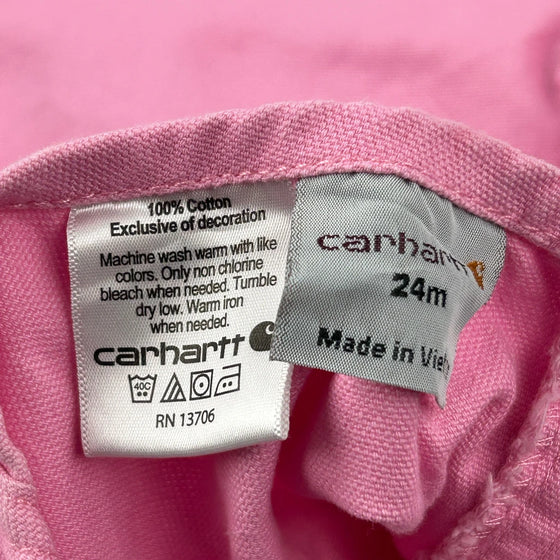 100% Cotton
Exclusive of decoration
Machine wash warm with like
colors. Only non chlorine
bleach when needed. Tumble
dry low. Warm iron
when needed.
carhartt
40C
RN 13706
carhartt
24m
Made in Vietn